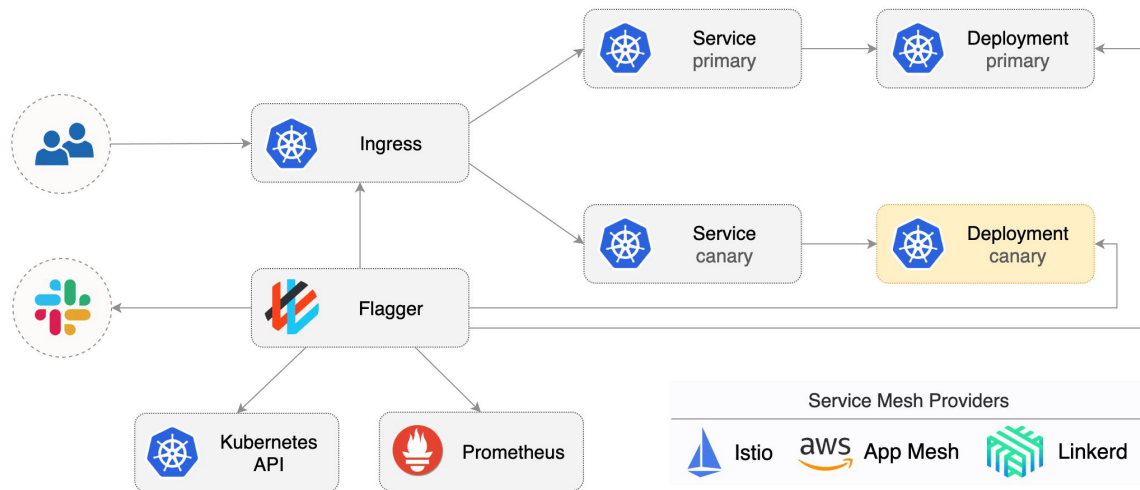 Service
primary
Deployment
primary
Ingress
Service
canary
Deployment
canary
Flagger
Kubernetes
API
Prometheus
Service Mesh Providers
Istio
aws
App Mesh
Linkerd